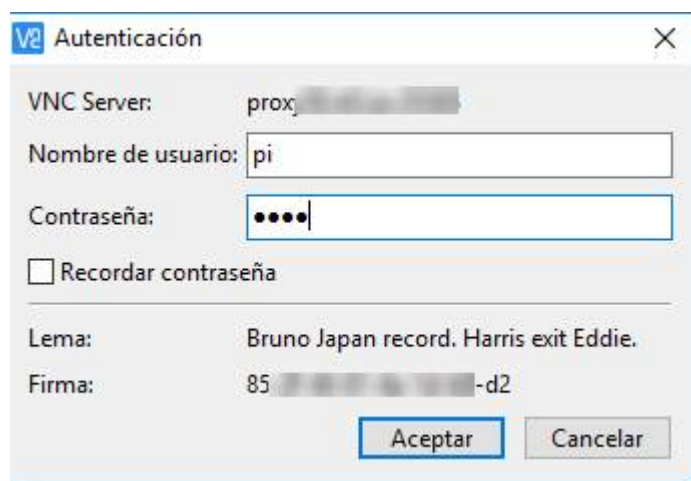 V2 Autenticación
VNC Server: prox
Nombre de usuario: pi
Contraseña: ••••
Recordar contraseña
Lema: Bruno Japan record. Harris exit Eddie.
Firma: 85 -d2
Aceptar Cancelar